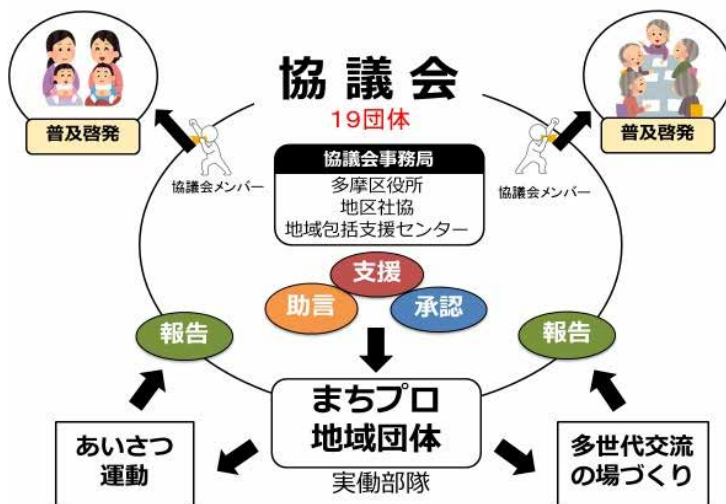 協議会
19団体
普及啓発
普及啓発
協議会メンバー
協議会メンバー
協議会事務局
多摩区役所
地区社協
地域包括支援センター
支援
助言
承認
報告
報告
まちプロ
地域団体
実働部隊
あいさつ
運動
多世代交流
の場づくり